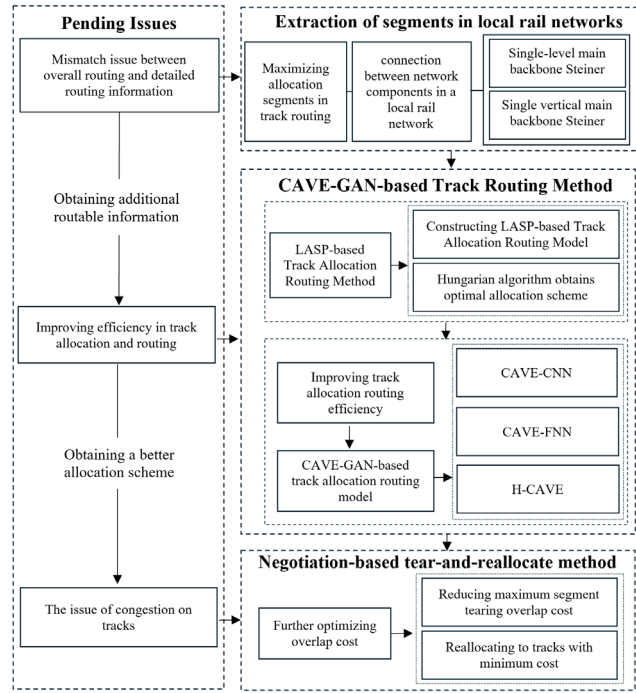 Pending Issues
Mismatch issue between
overall routing and detailed
routing information
Obtaining additional
routable information
Improving efficiency in track
allocation and routing
Obtaining a better
allocation scheme
The issue of congestion on
tracks
Extraction of segments in local rail networks
Maximizing
allocation
segments in
track routing
connection
between network
components in a
local rail
network
Single-level main
backbone Steiner
Single vertical main
backbone Steiner
CAVE-GAN-based Track Routing Method
LASP-based
Track Allocation
Routing Method
Constructing LASP-based Track
Allocation Routing Model
Hungarian algorithm obtains
optimal allocation scheme
Improving track
allocation routing
efficiency
CAVE-GAN-based
track allocation routing
model
CAVE-CNN
CAVE-FNN
H-CAVE
Negotiation-based tear-and-reallocate method
Further optimizing
overlap cost
Reducing maximum segment
tearing overlap cost
Reallocating to tracks with
minimum cost